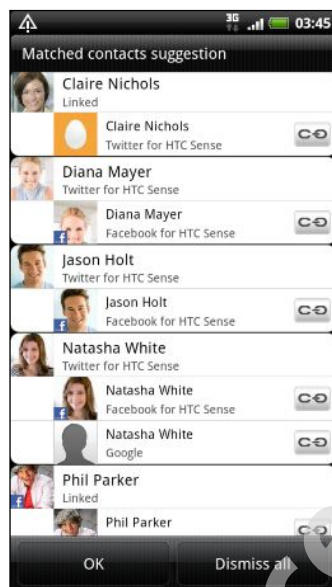 3G
03:45
Matched contacts suggestion
Claire Nichols
Linked
Claire Nichols
Twitter for HTC Sense
Diana Mayer
Twitter for HTC Sense
Diana Mayer
f
Facebook for HTC Sense
Jason Holt
Twitter for HTC Sense
Jason Holt
f
Facebook for HTC Sense
Natasha White
Twitter for HTC Sense
Natasha White
f
Facebook for HTC Sense
Natasha White
Google
Phil Parker
f
Linked
Phil Parker
OK
Dismiss all